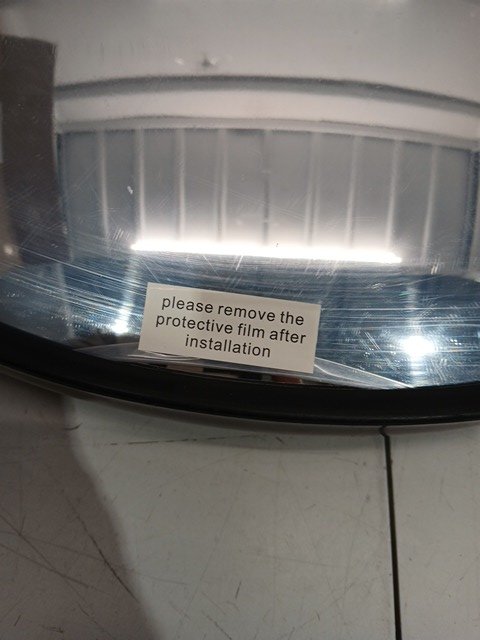 please remove the
protective film after
installation